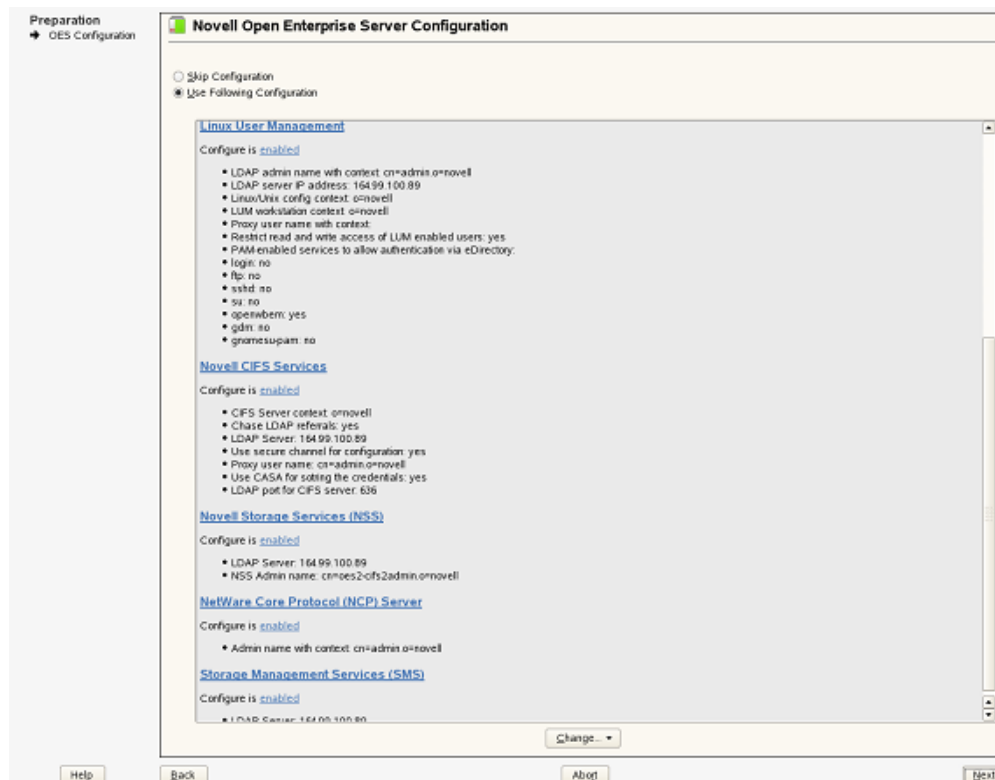 Preparation
OES Configuration
Novell Open Enterprise Server Configuration
Skip Configuration
Use Following Configuration
Linux User Management
Configure is enabled
LDAP admin name with context: cn=admin.o=novell
LDAP server IP address: 164.99.100.89
Linux/Unix config context: o=novell
LUM workstation context: o=novell
Proxy user name with context:
Restrict read and write access of LUM enabled users: yes
PAM-enabled services to allow authentication via eDirectory:
login: no
ftp: no
sshd: no
su: no
openwbem: yes
gdm: no
gnomesu-pam: no
Novell CIFS Services
Configure is enabled
CIFS Server context: o=novell
Chase LDAP referrals: yes
LDAP Server: 164.99.100.89
Use secure channel for configuration: yes
Proxy user name: cn=admin.o=novell
Use CASA for sotring the credentials: yes
LDAP port for CIFS server: 636
Novell Storage Services (NSS)
Configure is enabled
LDAP Server: 164.99.100.89
NSS Admin name: cn=oes2-cifs2admin.o=novell
NetWare Core Protocol (NCP) Server
Configure is enabled
Admin name with context: cn=admin.o=novell
Storage Management Services (SMS)
Configure is enabled
LDAP Server: 164.99.100.89
Change...
Help
Back
Abort
Next